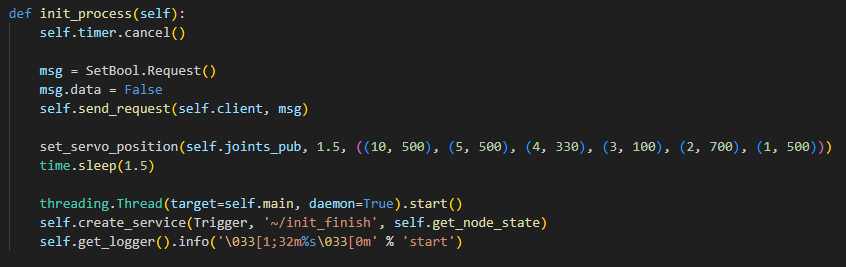 def init_process(self):
    self.timer.cancel()

    msg = SetBool.Request()
    msg.data = False
    self.send_request(self.client, msg)

    set_servo_position(self.joints_pub, 1.5, ((10, 500), (5, 500), (4, 330), (3, 100), (2, 700), (1, 500)))
    time.sleep(1.5)

    threading.Thread(target=self.main, daemon=True).start()
    self.create_service(Trigger, '~/init_finish', self.get_node_state)
    self.get_logger().info('\033[1;32m%s\033[0m' % 'start')